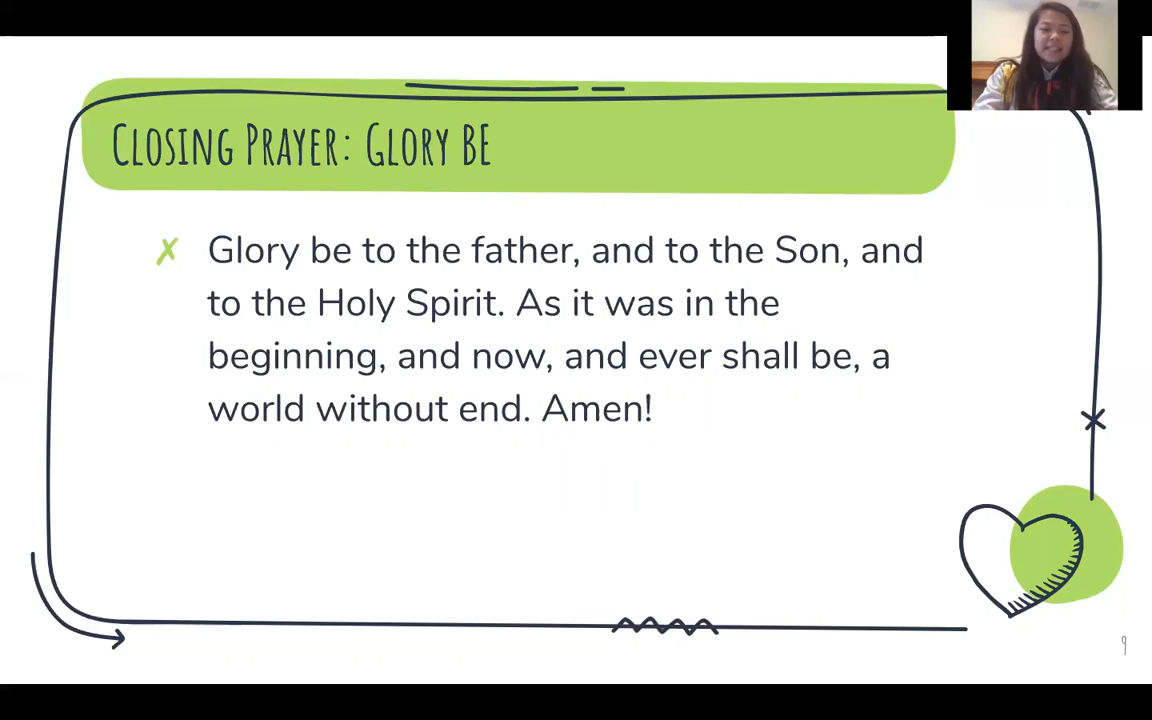 Closing Prayer: Glory be
Glory be to the father, and to the Son, and
to the Holy Spirit. As it was in the
beginning, and now, and ever shall be, a
world without end. Amen!
9